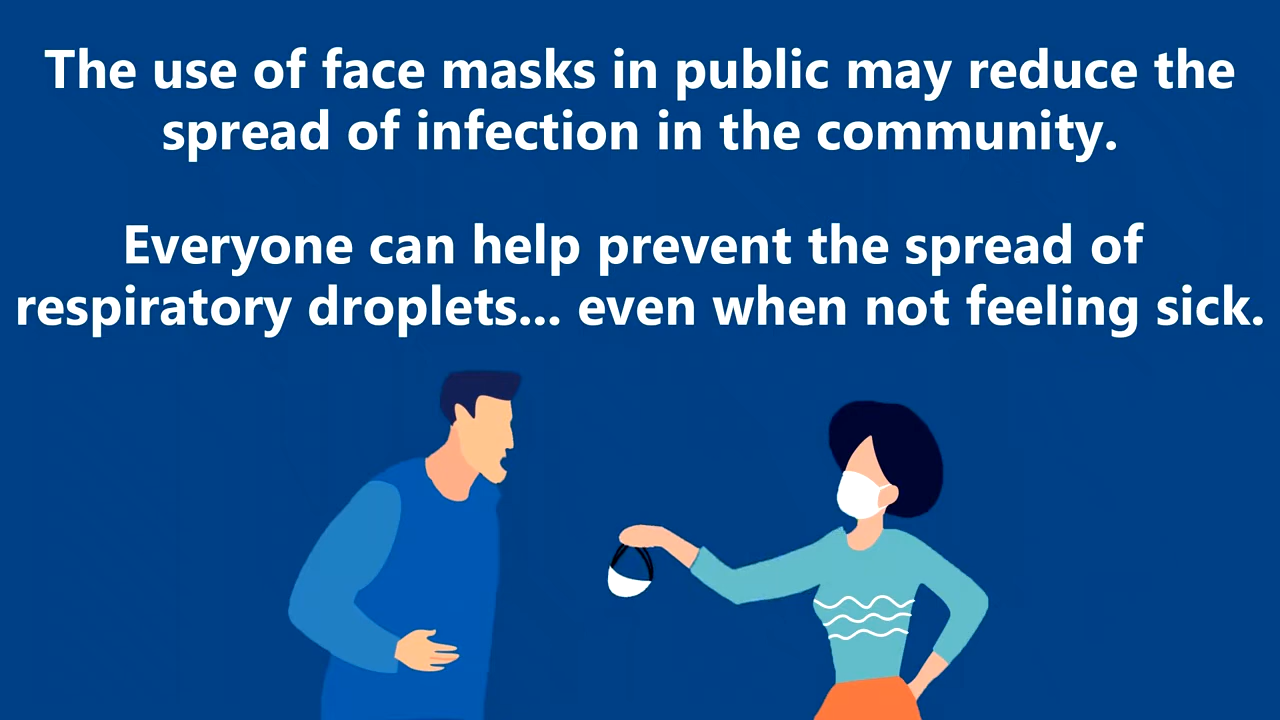 The use of face masks in public may reduce the
spread of infection in the community.
Everyone can help prevent the spread of
respiratory droplets... even when not feeling sick.